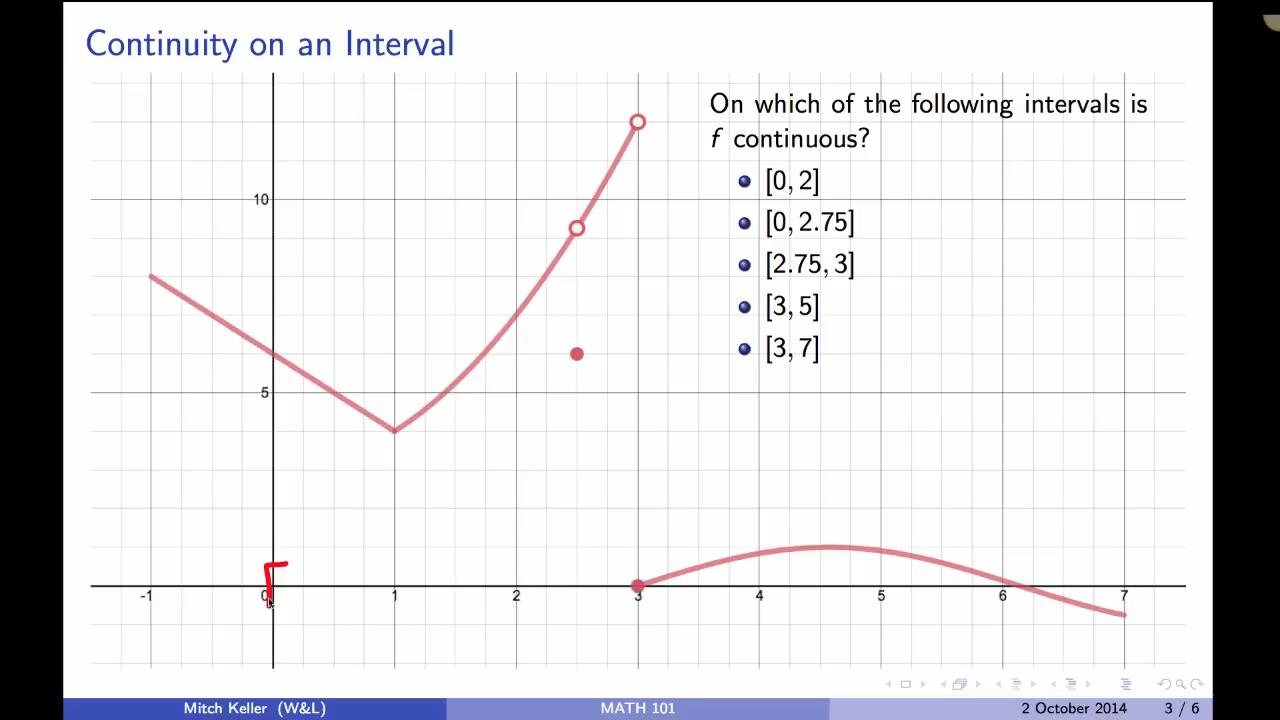 Continuity on an Interval
On which of the following intervals is
f continuous?
[0, 2]
[0, 2.75]
[2.75, 3]
[3, 5]
[3, 7]
10
5
-1 0 1 2 3 4 5 6 7
Mitch Keller (W&L) MATH 101 2 October 2014 3 / 6